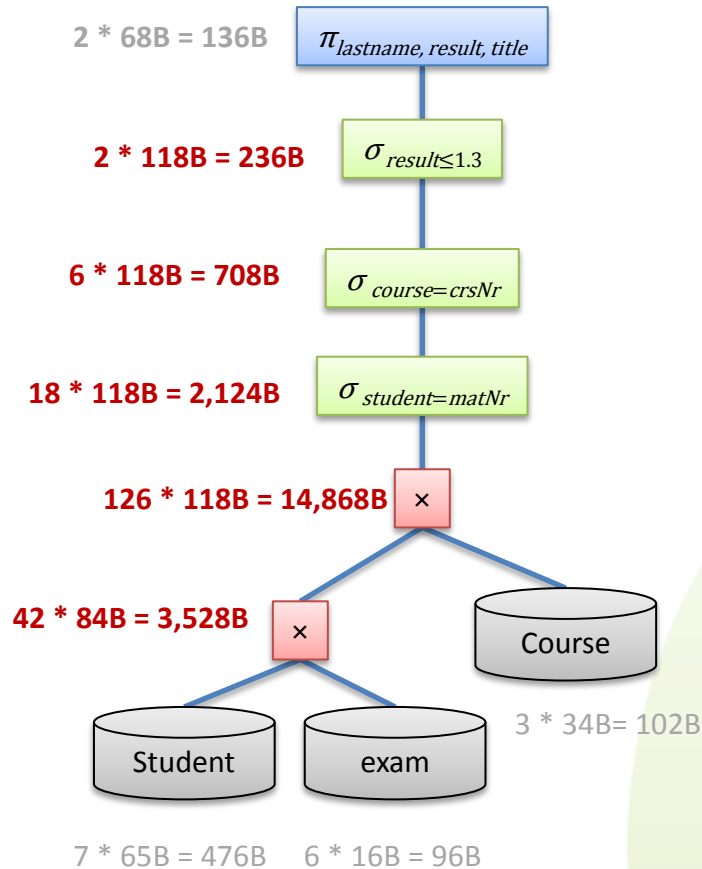 2 * 68B = 136B
π lastname, result, title
2 * 118B = 236B
σ result≤1.3
6 * 118B = 708B
σ course=crsNr
18 * 118B = 2,124B
σ student=matNr
126 * 118B = 14,868B
×
42 * 84B = 3,528B
×
Course
3 * 34B= 102B
Student
exam
7 * 65B = 476B
6 * 16B = 96B